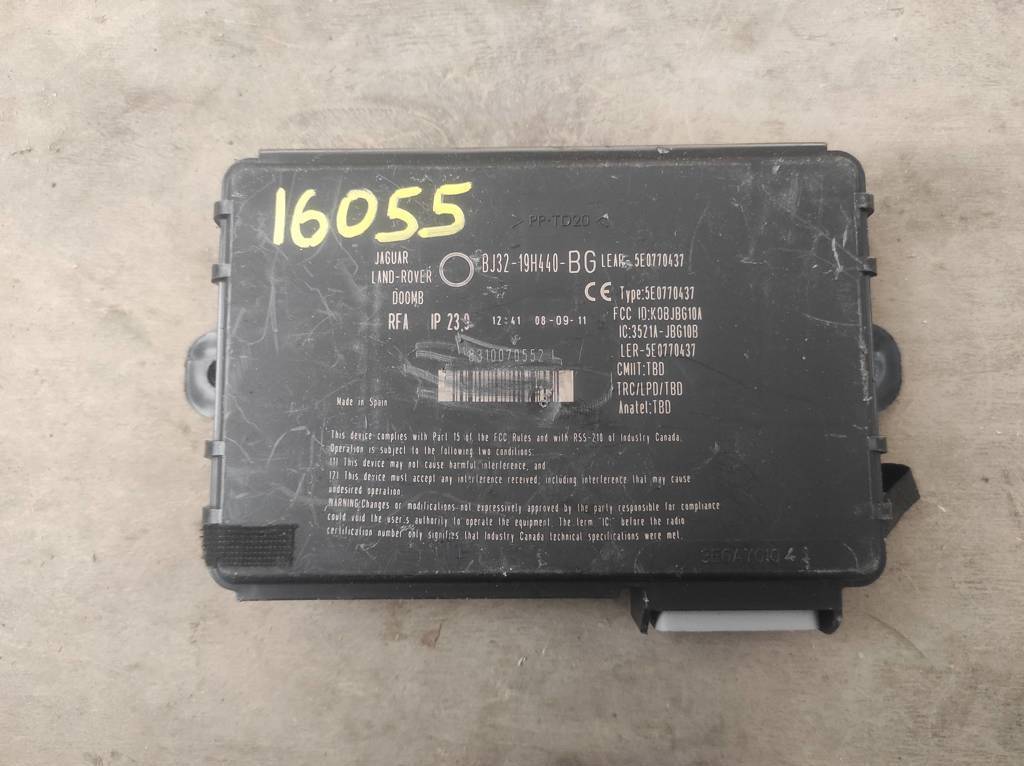 16055
>PP-TD20<
JAGUAR
LAND-ROVER
BJ32-19H440-BG LEAR-5E0770437
D00MB
CE Type:5E0770437
RFA IP 23,9 12:41 08-09-11
FCC ID:KOBJBG10A
IC:3521A-JBG10B
8310070552
LER-5E0770437
CMIIT:TBD
TRC/LPD/TBD
Made in Spain
Anatel:TBD
This device complies with Part 15 of the FCC Rules and with RSS-210 of Industry Canada.
Operation is subject to the following two conditions:
(1) This device may not cause harmful interference, and
(2) This device must accept any interference received, including interference that may cause
undesired operation.
WARNING:Changes or modifications not expressively approved by the party responsible for compliance
could void the user,s authority to operate the equipment. The term "IC" before the radio
certification number only signifies that Industry Canada technical specifications were met.